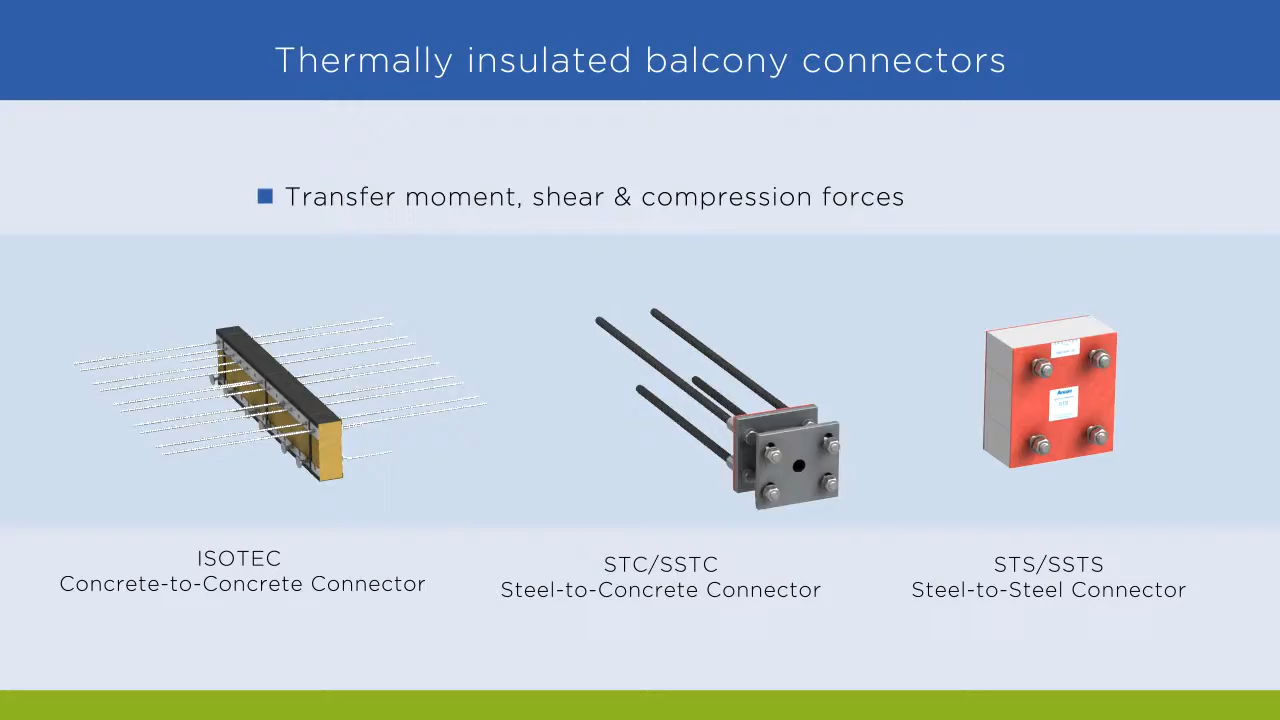 Thermally insulated balcony connectors
Transfer moment, shear & compression forces
Ancon
ISOTEC
Concrete-to-Concrete Connector
STC/SSTC
Steel-to-Concrete Connector
STS/SSTS
Steel-to-Steel Connector